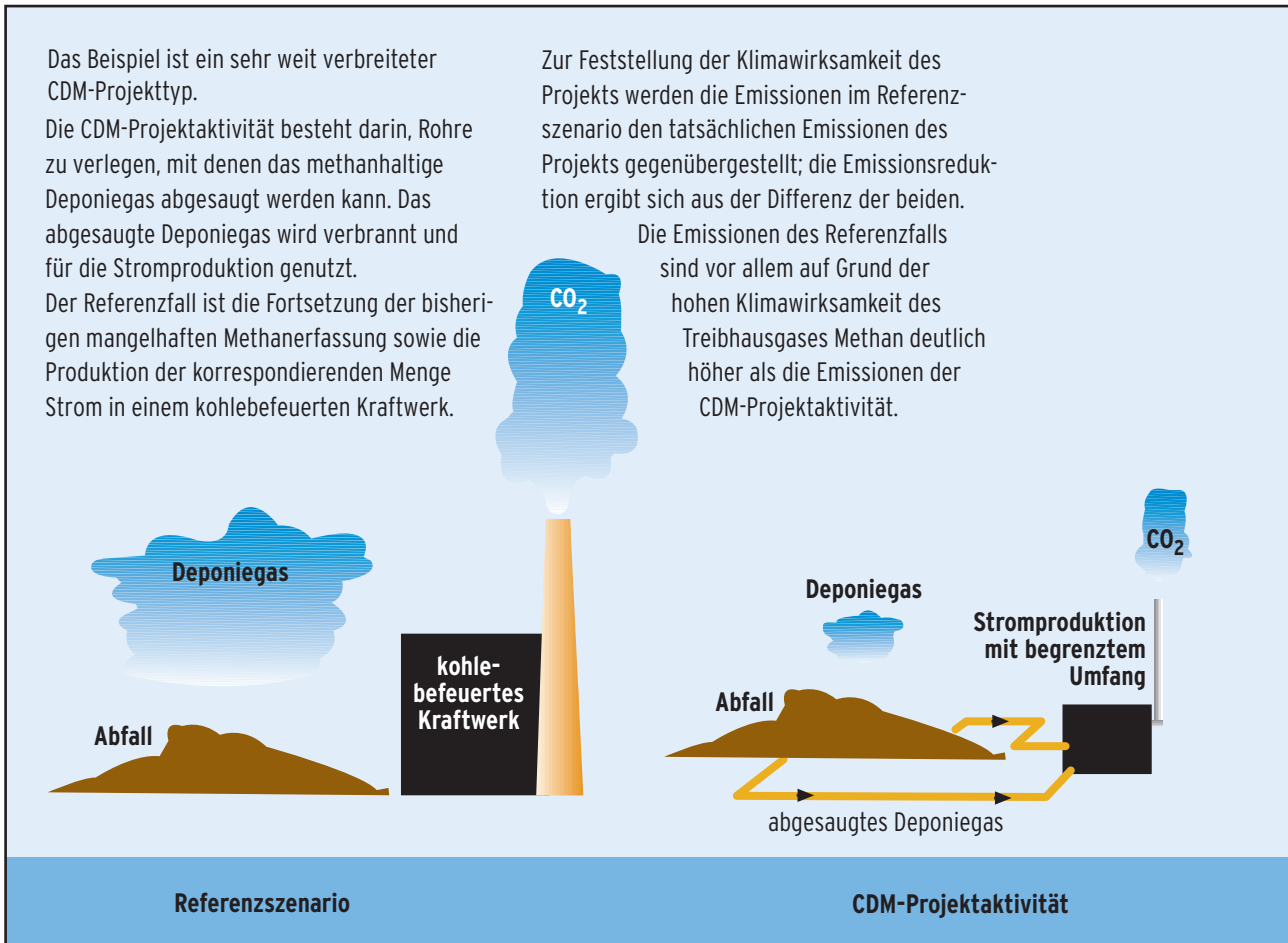 Das Beispiel ist ein sehr weit verbreiteter
CDM-Projekttyp.
Die CDM-Projektaktivität besteht darin, Rohre
zu verlegen, mit denen das methanhaltige
Deponiegas abgesaugt werden kann. Das
abgesaugte Deponiegas wird verbrannt und
für die Stromproduktion genutzt.
Der Referenzfall ist die Fortsetzung der bisheri-
gen mangelhaften Methanerfassung sowie die
Produktion der korrespondierenden Menge
Strom in einem kohlebefeuerten Kraftwerk.
Zur Feststellung der Klimawirksamkeit des
Projekts werden die Emissionen im Referenz-
szenario den tatsächlichen Emissionen des
Projekts gegenübergestellt; die Emissionsreduk-
tion ergibt sich aus der Differenz der beiden.
Die Emissionen des Referenzfalls
sind vor allem auf Grund der
hohen Klimawirksamkeit des
Treibhausgases Methan deutlich
höher als die Emissionen der
CDM-Projektaktivität.
CO₂
Deponiegas
Abfall
kohle-
befeuertes
Kraftwerk
CO₂
Deponiegas
Stromproduktion
mit begrenztem
Umfang
Abfall
abgesaugtes Deponiegas
Referenzszenario
CDM-Projektaktivität